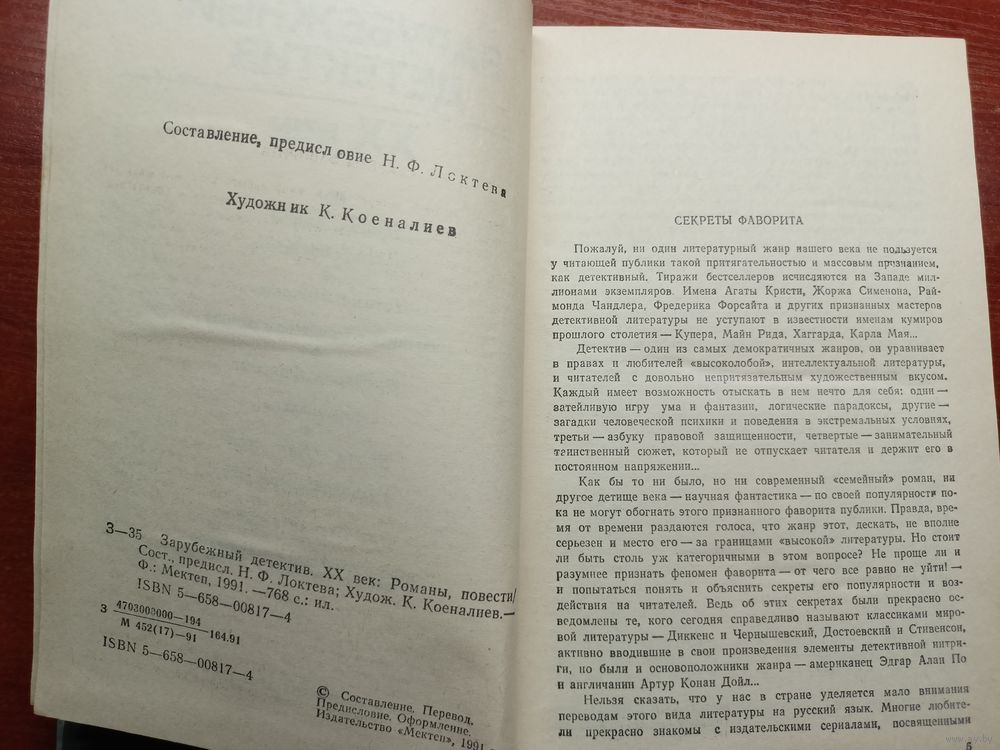 Составление, предисловие Н. Ф. Локтева
Художник К. Коеналиев
З—35 Зарубежный детектив. XX век: Романы, повести/
Сост., предисл. Н. Ф. Локтева; Худож. К. Коеналиев.—
Ф.: Мектеп, 1991. —768 с.: ил.
ISBN 5—658—00817—4
З 4703003000—194
М 452(17)—91 —164.91
ISBN 5—658—00817—4
© Составление. Перевод.
Предисловие. Оформление.
Издательство «Мектеп», 1991
СЕКРЕТЫ ФАВОРИТА
Пожалуй, ни один литературный жанр нашего века не пользуется
у читающей публики такой притягательностью и массовым признанием,
как детективный. Тиражи бестселлеров исчисляются на Западе мил-
лионами экземпляров. Имена Агаты Кристи, Жоржа Сименона, Рай-
монда Чандлера, Фредерика Форсайта и других признанных мастеров
детективной литературы не уступают в известности именам кумиров
прошлого столетия — Купера, Майн Рида, Хаггарда, Карла Мая...
Детектив — один из самых демократичных жанров, он уравнивает
в правах и любителей «высоколобой», интеллектуальной литературы,
и читателей с довольно непритязательным художественным вкусом.
Каждый имеет возможность отыскать в нем нечто для себя: одни —
затейливую игру ума и фантазии, логические парадоксы, другие —
загадки человеческой психики и поведения в экстремальных условиях,
третьи — азбуку правовой защищенности, четвертые — занимательный
таинственный сюжет, который не отпускает читателя и держит его в
постоянном напряжении...
Как бы то ни было, но ни современный «семейный» роман, ни
другое детище века — научная фантастика — по своей популярности по-
ка не могут обогнать этого признанного фаворита публики. Правда, вре-
мя от времени раздаются голоса, что жанр этот, дескать, не вполне
серьезен и место его — за границами «высокой» литературы. Но стоит
ли быть столь уж категоричными в этом вопросе? Не проще ли и
разумнее признать феномен фаворита — от чего все равно не уйти! —
и попытаться понять и объяснить секреты его популярности и воз-
действия на читателей. Ведь об этих секретах были прекрасно ос-
ведомлены те, кого сегодня справедливо называют классиками миро-
вой литературы — Диккенс и Чернышевский, Достоевский и Стивенсон,
активно вводившие в свои произведения элементы детективной интри-
ги, но были и основоположники жанра — американец Эдгар Алан По
и англичанин Артур Конан Дойл...
Нельзя сказать, что у нас в стране уделяется мало внимания
переводам этого вида литературы на русский язык. Многие любите-
ли прекрасно знакомы с издательскими сериалами, посвященными
5
www.av.by